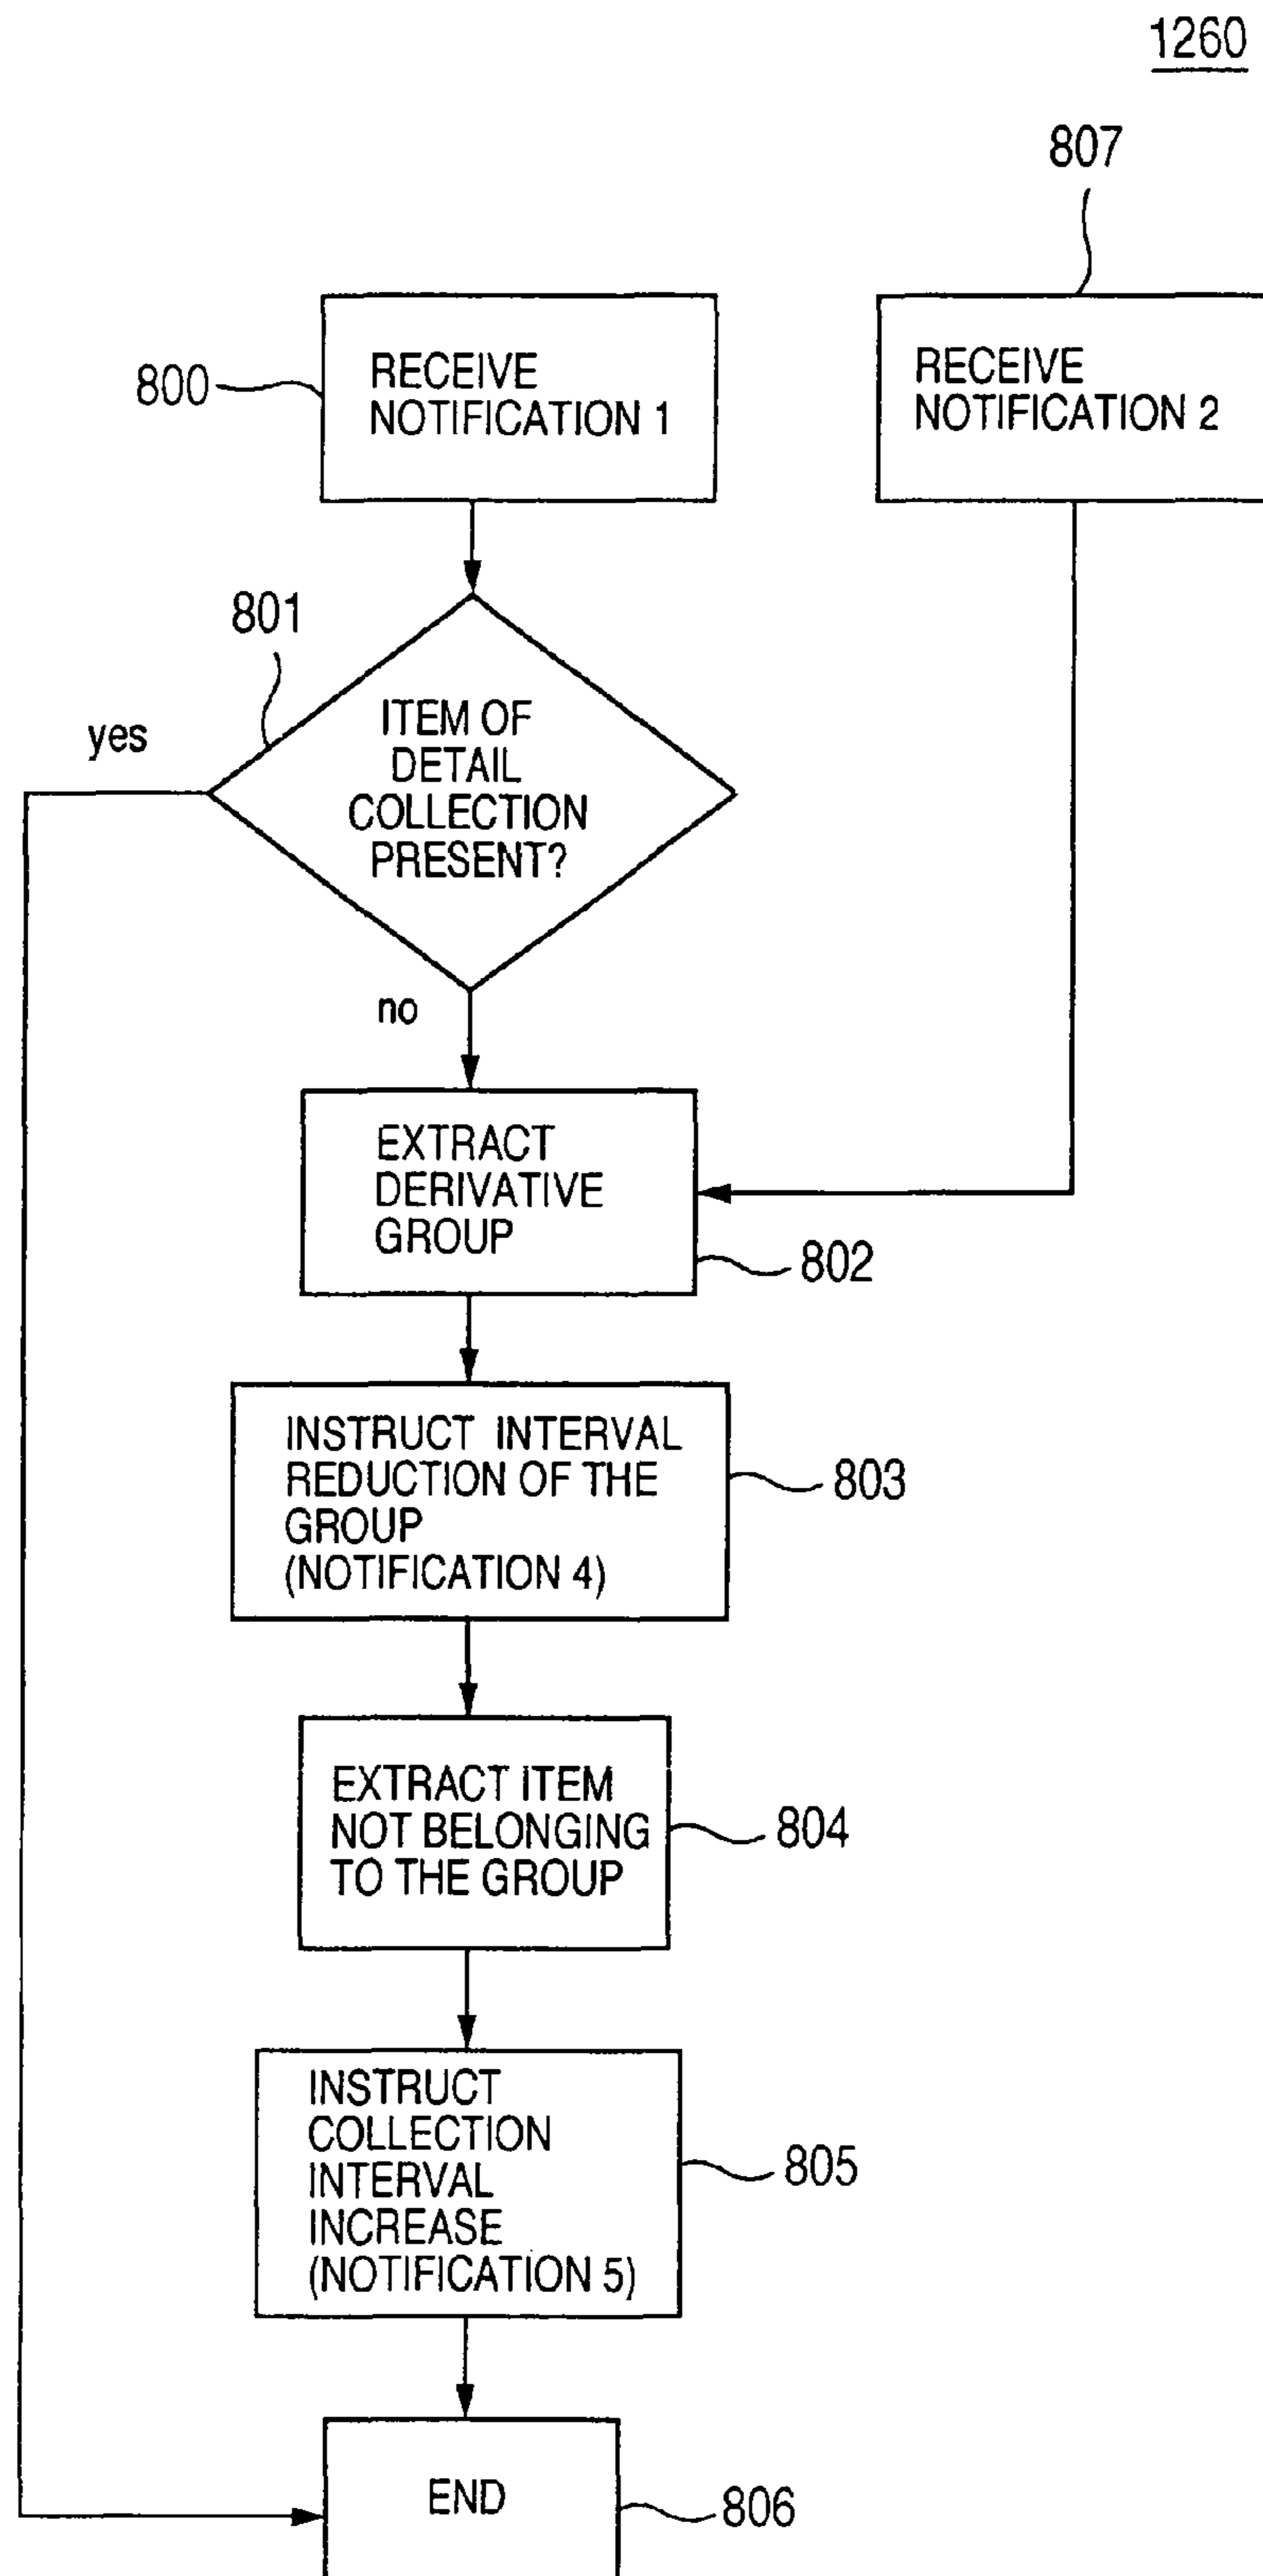 1260
807
800
RECEIVE
NOTIFICATION 1
RECEIVE
NOTIFICATION 2
801
yes
ITEM OF
DETAIL
COLLECTION
PRESENT?
no
EXTRACT
DERIVATIVE
GROUP
802
INSTRUCT INTERVAL
REDUCTION OF THE
GROUP
(NOTIFICATION 4)
803
EXTRACT ITEM
NOT BELONGING
TO THE GROUP
804
INSTRUCT
COLLECTION
INTERVAL
INCREASE
(NOTIFICATION 5)
805
END
806